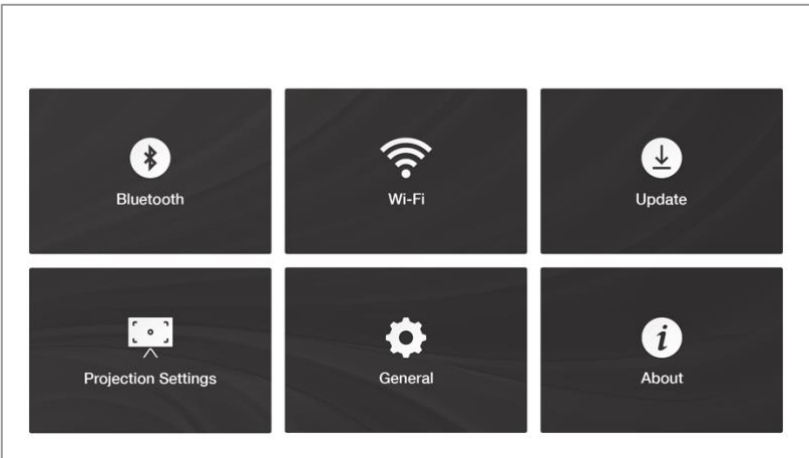 Bluetooth
Wi-Fi
Update
Projection Settings
General
About